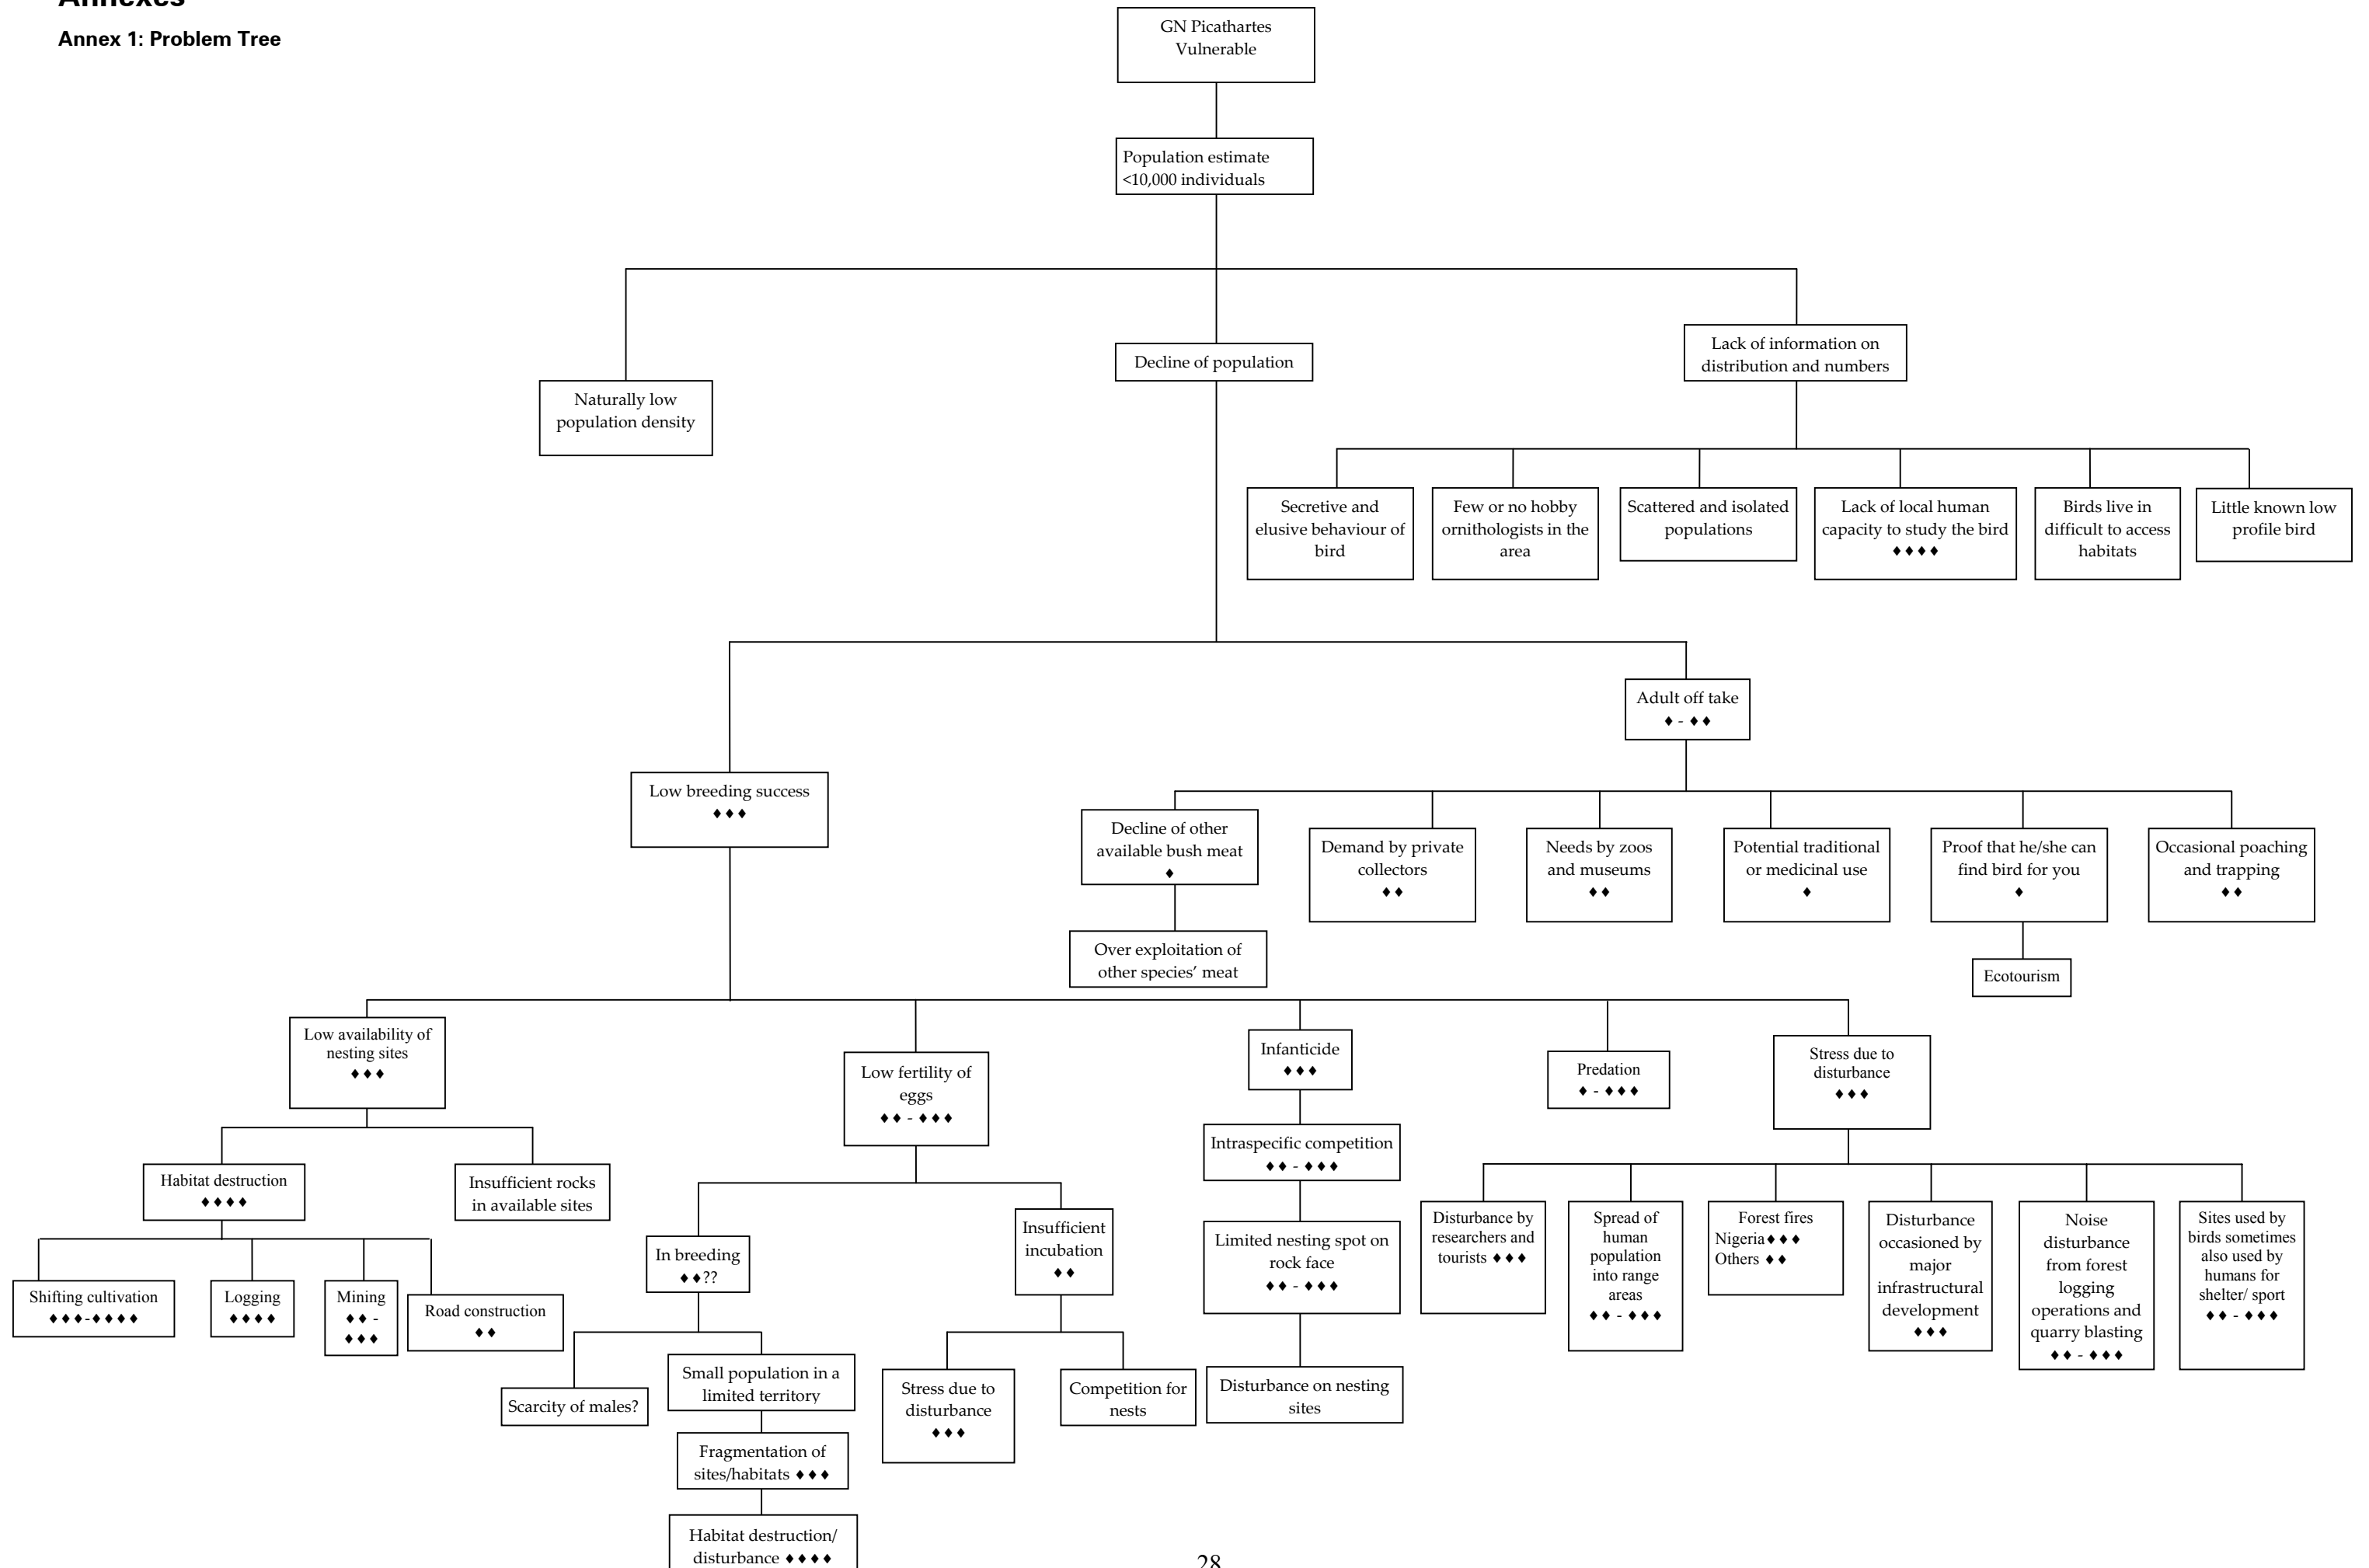 Annexes
Annex 1: Problem Tree
GN Picathartes
Vulnerable
Population estimate
<10,000 individuals
Naturally low
population density
Decline of population
Lack of information on
distribution and numbers
Secretive and
elusive behaviour of
bird
Few or no hobby
ornithologists in the
area
Scattered and isolated
populations
Lack of local human
capacity to study the bird
♦♦♦♦
Birds live in
difficult to access
habitats
Little known low
profile bird
Adult off take
♦ - ♦♦
Low breeding success
♦♦♦
Decline of other
available bush meat
♦
Over exploitation of
other species’ meat
Demand by private
collectors
♦♦
Needs by zoos
and museums
♦♦
Potential traditional
or medicinal use
♦
Proof that he/she can
find bird for you
♦
Ecotourism
Occasional poaching
and trapping
♦♦
Low availability of
nesting sites
♦♦♦
Low fertility of
eggs
♦♦ - ♦♦♦
Infanticide
♦♦♦
Predation
♦ - ♦♦♦
Stress due to
disturbance
♦♦♦
Habitat destruction
♦♦♦♦
Insufficient rocks
in available sites
Shifting cultivation
♦♦♦-♦♦♦♦
Logging
♦♦♦♦
Mining
♦♦ -
♦♦♦
Road construction
♦♦
In breeding
♦♦??
Insufficient
incubation
♦♦
Scarcity of males?
Small population in a
limited territory
Fragmentation of
sites/habitats ♦♦♦
Habitat destruction/
disturbance ♦♦♦♦
Stress due to
disturbance
♦♦♦
Competition for
nests
Intraspecific competition
♦♦ - ♦♦♦
Limited nesting spot on
rock face
♦♦ - ♦♦♦
Disturbance on nesting
sites
Disturbance by
researchers and
tourists ♦♦♦
Spread of
human
population
into range
areas
♦♦ - ♦♦♦
Forest fires
Nigeria♦♦♦
Others ♦♦
Disturbance
occasioned by
major
infrastructural
development
♦♦♦
Noise
disturbance
from forest
logging
operations and
quarry blasting
♦♦ - ♦♦♦
Sites used by
birds sometimes
also used by
humans for
shelter/ sport
♦♦ - ♦♦♦
28